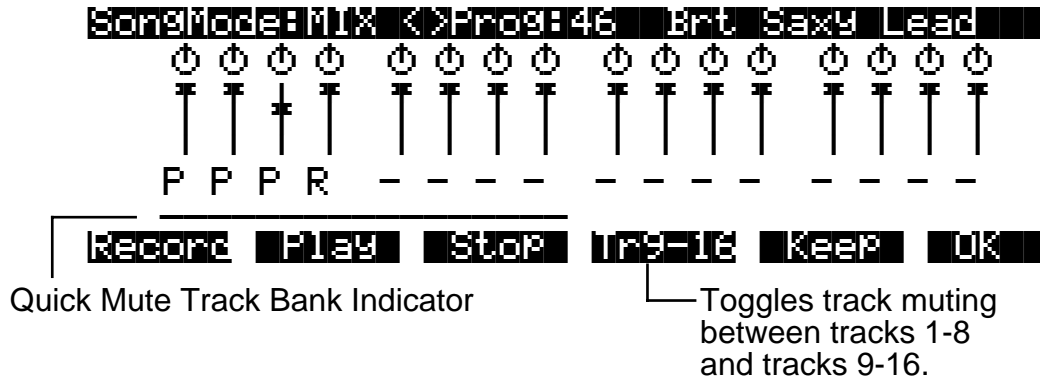 SongMode:MIX <>Prog:46 Brt Saxy Lead
P P P R - - - - - - - - - - - -
Record Play Stop Tr9-16 Keep OK
Quick Mute Track Bank Indicator
Toggles track muting
between tracks 1-8
and tracks 9-16.